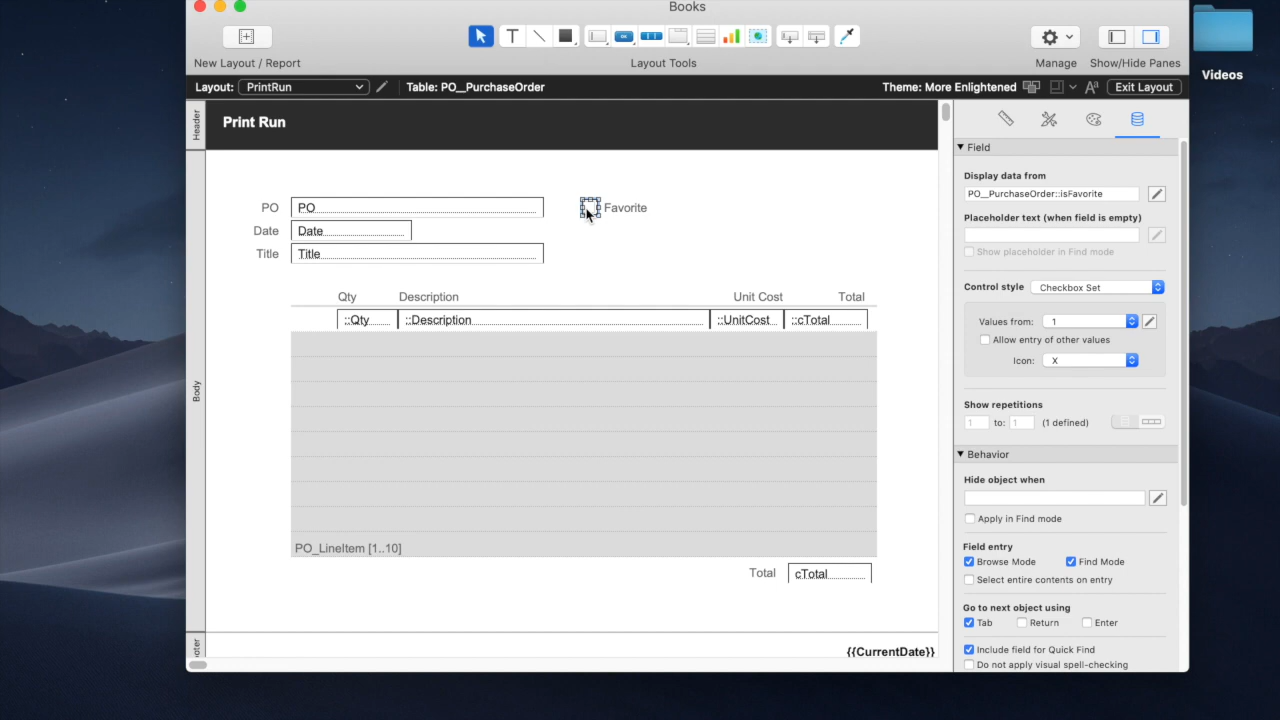 Books
Videos
New Layout / Report
Layout Tools
Manage
Show/Hide Panes
Layout: PrintRun
Table: PO__PurchaseOrder
Theme: More Enlightened
Exit Layout
Header
Print Run
PO
PO
Favorite
Date
Date
Title
Title
Qty
Description
Unit Cost
Total
::Qty
::Description
::UnitCost
::cTotal
Body
PO_LineItem [1..10]
Total
cTotal
{{CurrentDate}}
Field
Display data from
PO__PurchaseOrder::isFavorite
Placeholder text (when field is empty)
Show placeholder in Find mode
Control style
Checkbox Set
Values from:
1
Allow entry of other values
Icon:
X
Show repetitions
1 to: 1 (1 defined)
Behavior
Hide object when
Apply in Find mode
Field entry
Browse Mode
Find Mode
Select entire contents on entry
Go to next object using
Tab
Return
Enter
Include field for Quick Find
Do not apply visual spell-checking